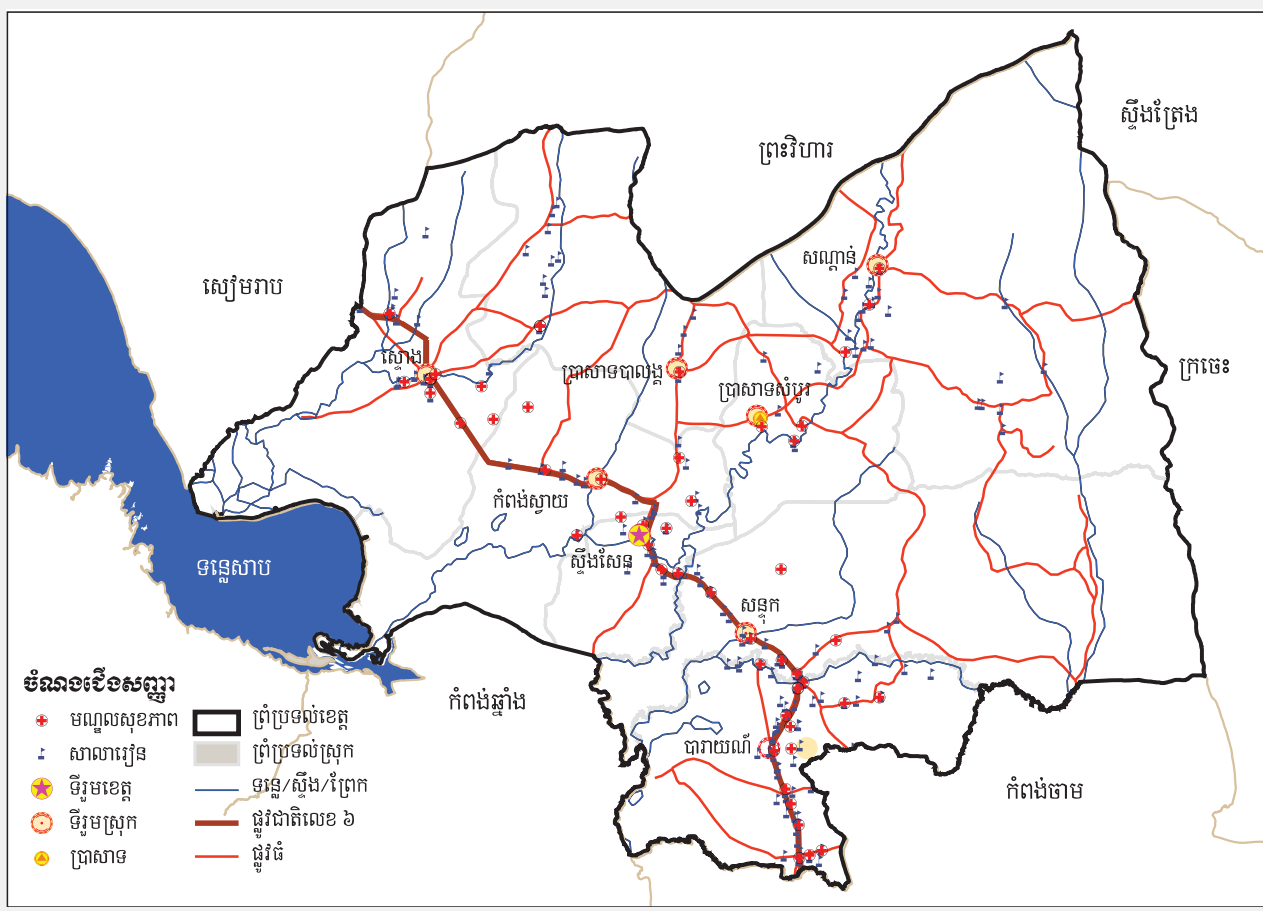 ស្ទឹងត្រែង
ព្រះវិហារ
សណ្តាន់
សៀមរាប
ស្ទោង
ប្រាសាទបាល្លង្គ
ប្រាសាទសំបូរ
ក្រចេះ
កំពង់ស្វាយ
ស្ទឹងសែន
ទន្លេសាប
សន្ទុក
កំពង់ឆ្នាំង
បារាយណ៍
កំពង់ចាម
ចំណងជើងសញ្ញា
មណ្ឌលសុខភាព
សាលារៀន
ទីរួមខេត្ត
ទីរួមស្រុក
ប្រាសាទ
ព្រំប្រទល់ខេត្ត
ព្រំប្រទល់ស្រុក
ទន្លេ/ស្ទឹង/ព្រែក
ផ្លូវជាតិលេខ ៦
ផ្លូវធំ